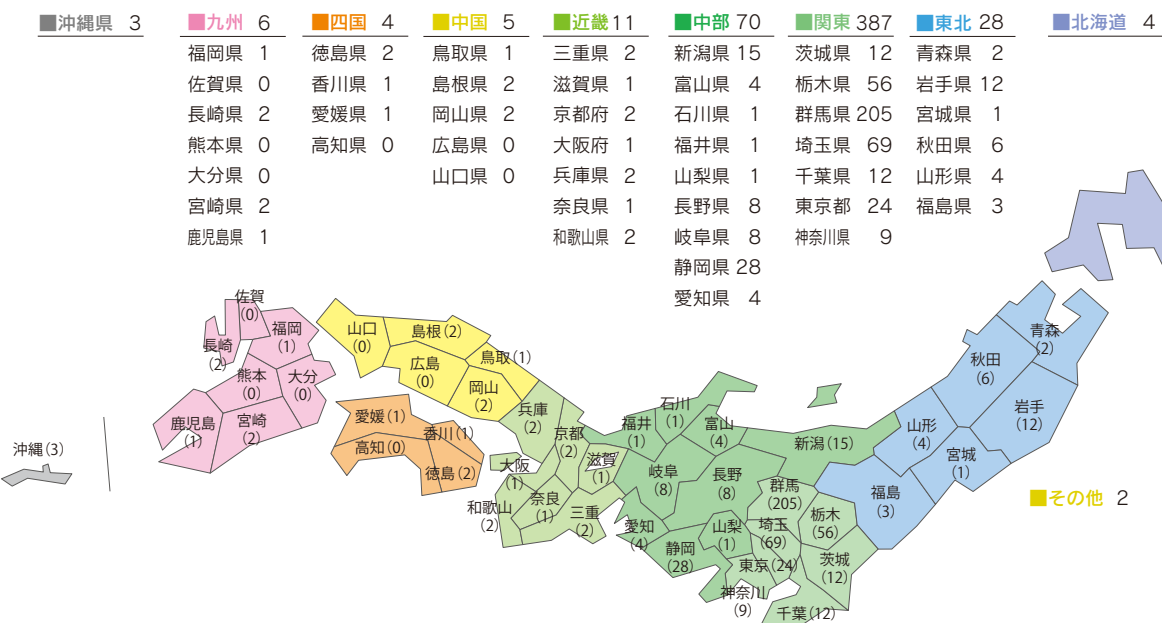 ■沖縄県 3
■九州 6
福岡県 1
佐賀県 0
長崎県 2
熊本県 0
大分県 0
宮崎県 2
鹿児島県 1
■四国 4
徳島県 2
香川県 1
愛媛県 1
高知県 0
■中国 5
鳥取県 1
島根県 2
岡山県 2
広島県 0
山口県 0
■近畿 11
三重県 2
滋賀県 1
京都府 2
大阪府 1
兵庫県 2
奈良県 1
和歌山県 2
■中部 70
新潟県 15
富山県 4
石川県 1
福井県 1
山梨県 1
長野県 8
岐阜県 8
静岡県 28
愛知県 4
■関東 387
茨城県 12
栃木県 56
群馬県 205
埼玉県 69
千葉県 12
東京都 24
神奈川県 9
■東北 28
青森県 2
岩手県 12
宮城県 1
秋田県 6
山形県 4
福島県 3
■北海道 4
佐賀
(0)
福岡
(1)
長崎
(2)
熊本
(0)
大分
(0)
鹿児島
(1)
宮崎
(2)
沖縄(3)
山口
(0)
島根(2)
鳥取(1)
広島
(0)
岡山
(2)
愛媛(1)
香川(1)
高知(0)
徳島(2)
兵庫
(2)
京都
(2)
滋賀
(1)
大阪
(1)
奈良
(1)
和歌山
(2)
三重
(2)
石川
(1)
福井
(1)
富山
(4)
新潟(15)
岐阜
(8)
長野
(8)
愛知
(4)
静岡
(28)
山梨
(1)
群馬
(205)
栃木
(56)
埼玉
(69)
茨城
(12)
東京(24)
神奈川
(9)
千葉(12)
青森
(2)
秋田
(6)
岩手
(12)
山形
(4)
宮城
(1)
福島
(3)
■その他 2